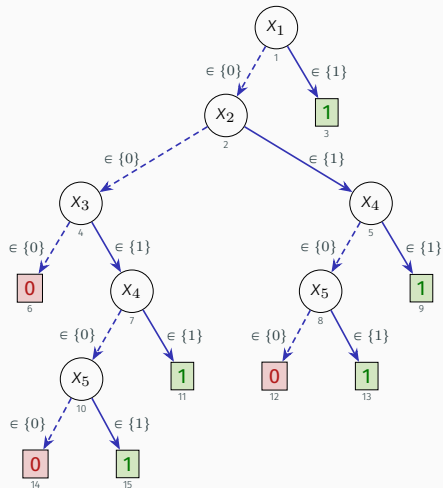 X1
1
∈ {0} ∈ {1}
X2 1
2 3
∈ {0} ∈ {1}
X3 X4
4 5
∈ {0} ∈ {1} ∈ {0} ∈ {1}
0 X4 X5 1
6 7 8 9
∈ {0} ∈ {1} ∈ {0} ∈ {1}
X5 1 0 1
10 11 12 13
∈ {0} ∈ {1}
0 1
14 15